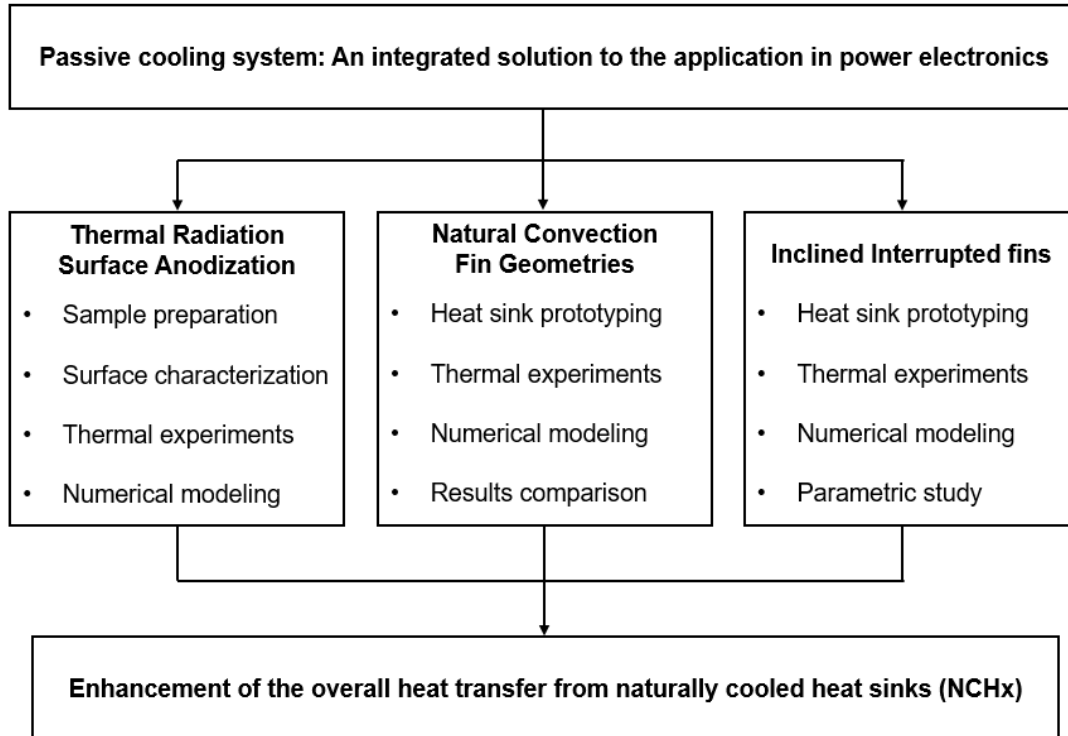 Passive cooling system: An integrated solution to the application in power electronics
Thermal Radiation
Surface Anodization
• Sample preparation
• Surface characterization
• Thermal experiments
• Numerical modeling
Natural Convection
Fin Geometries
• Heat sink prototyping
• Thermal experiments
• Numerical modeling
• Results comparison
Inclined Interrupted fins
• Heat sink prototyping
• Thermal experiments
• Numerical modeling
• Parametric study
Enhancement of the overall heat transfer from naturally cooled heat sinks (NCHx)